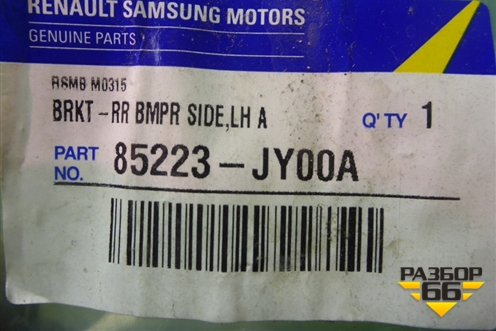 RENAULT SAMSUNG MOTORS
GENUINE PARTS
RSMB M0315
BRKT-RR BMPR SIDE,LH A
Q'TY 1
PART NO. 85223-JY00A
РАЗБОР
66